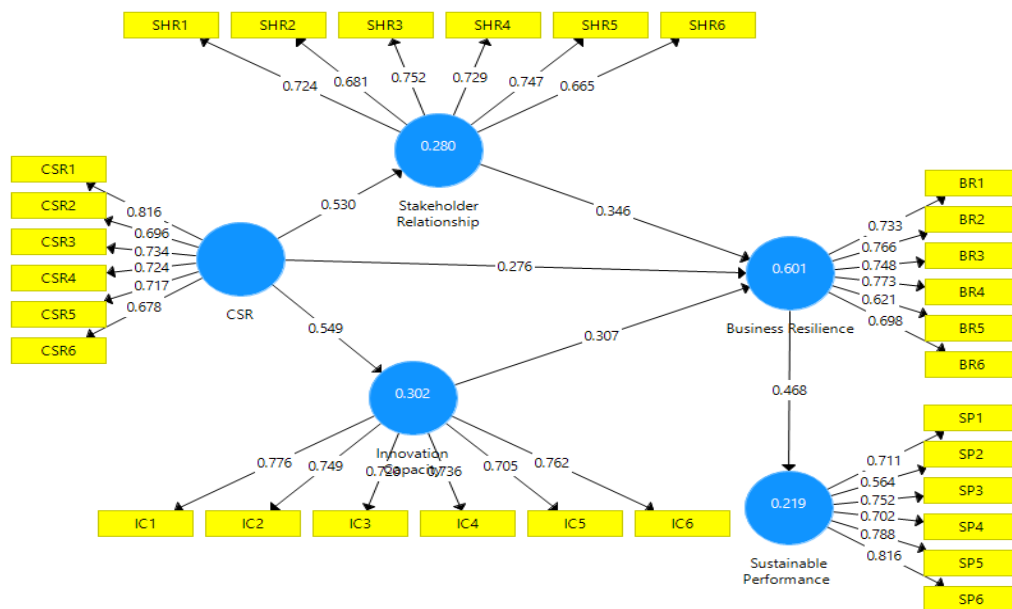 SHR1 SHR2 SHR3 SHR4 SHR5 SHR6
0.724 0.681 0.752 0.729 0.747 0.665
0.280
Stakeholder
Relationship
CSR1
CSR2
CSR3
CSR4
CSR5
CSR6
0.816
0.696
0.734
0.724
0.717
0.678
CSR
0.530
0.276
0.549
0.346
0.307
0.302
Innovation
Capacity
0.776 0.749 0.736 0.705 0.762
IC1 IC2 IC3 IC4 IC5 IC6
0.601
Business Resilience
0.733
0.766
0.748
0.773
0.621
0.698
BR1
BR2
BR3
BR4
BR5
BR6
0.468
0.219
Sustainable
Performance
0.711
0.564
0.752
0.702
0.788
0.816
SP1
SP2
SP3
SP4
SP5
SP6